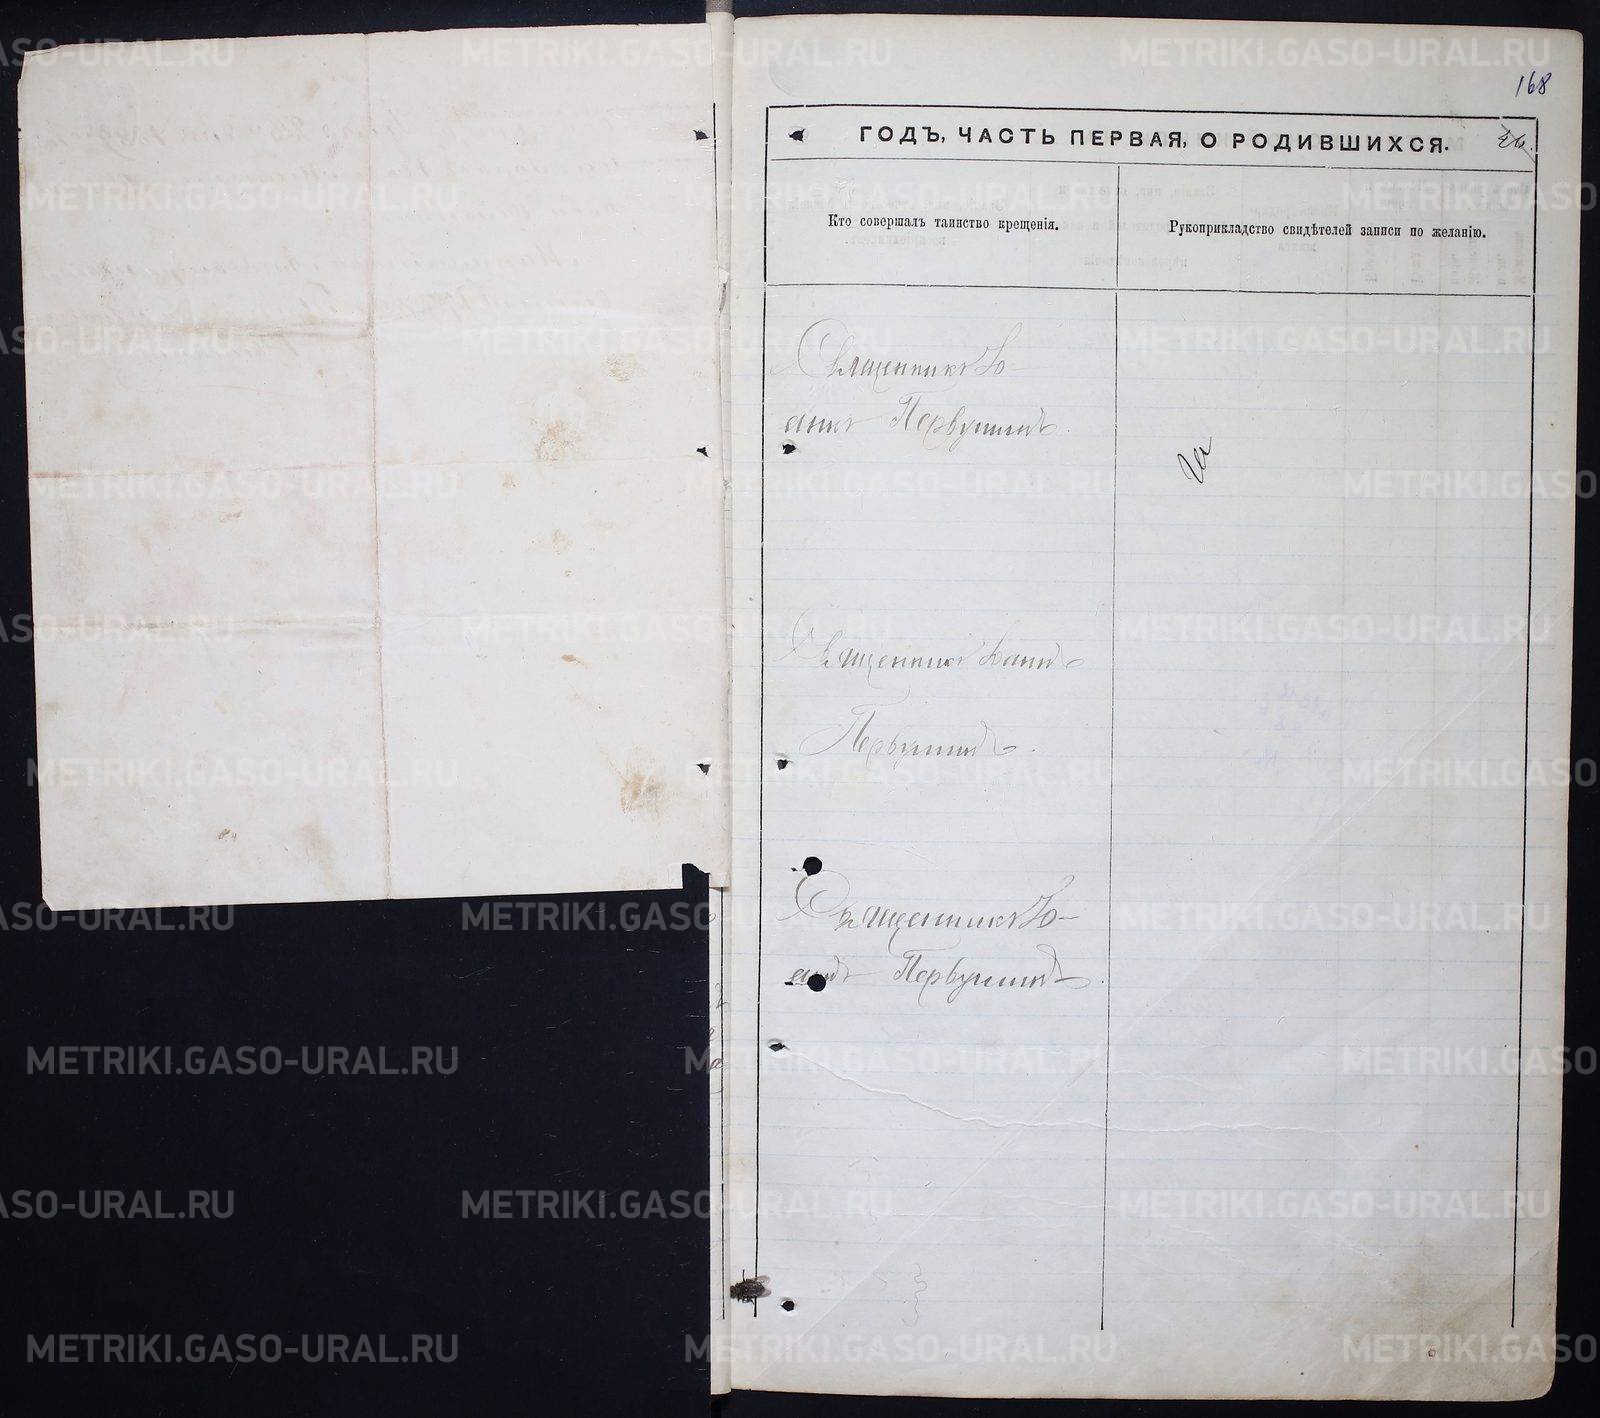 168
ГОДЪ, ЧАСТЬ ПЕРВАЯ, О РОДИВШИХСЯ.
Кто совершалъ таинство крещенія.
Рукоприкладство свидѣтелей записи по желанію.
Священникъ Іо-
аннъ Первушинъ.
Священникъ Іоаннъ
Первушинъ.
Священникъ Іо-
аннъ Первушинъ.
METRIKI.GASO-URAL.RU